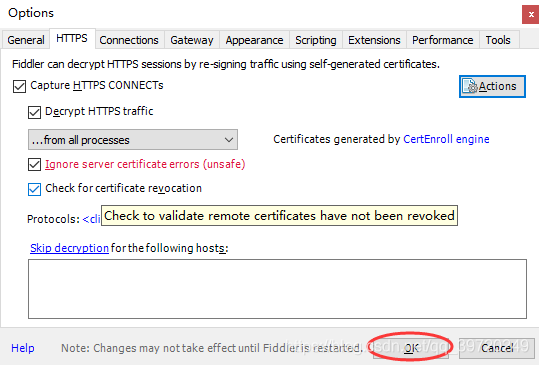 Options
General HTTPS Connections Gateway Appearance Scripting Extensions Performance Tools
Fiddler can decrypt HTTPS sessions by re-signing traffic using self-generated certificates.
Capture HTTPS CONNECTs
Actions
Decrypt HTTPS traffic
...from all processes
Certificates generated by CertEnroll engine
Ignore server certificate errors (unsafe)
Check for certificate revocation
Protocols: <cli
Check to validate remote certificates have not been revoked
Skip decryption for the following hosts:
Help
Note: Changes may not take effect until Fiddler is restarted.
OK
Cancel